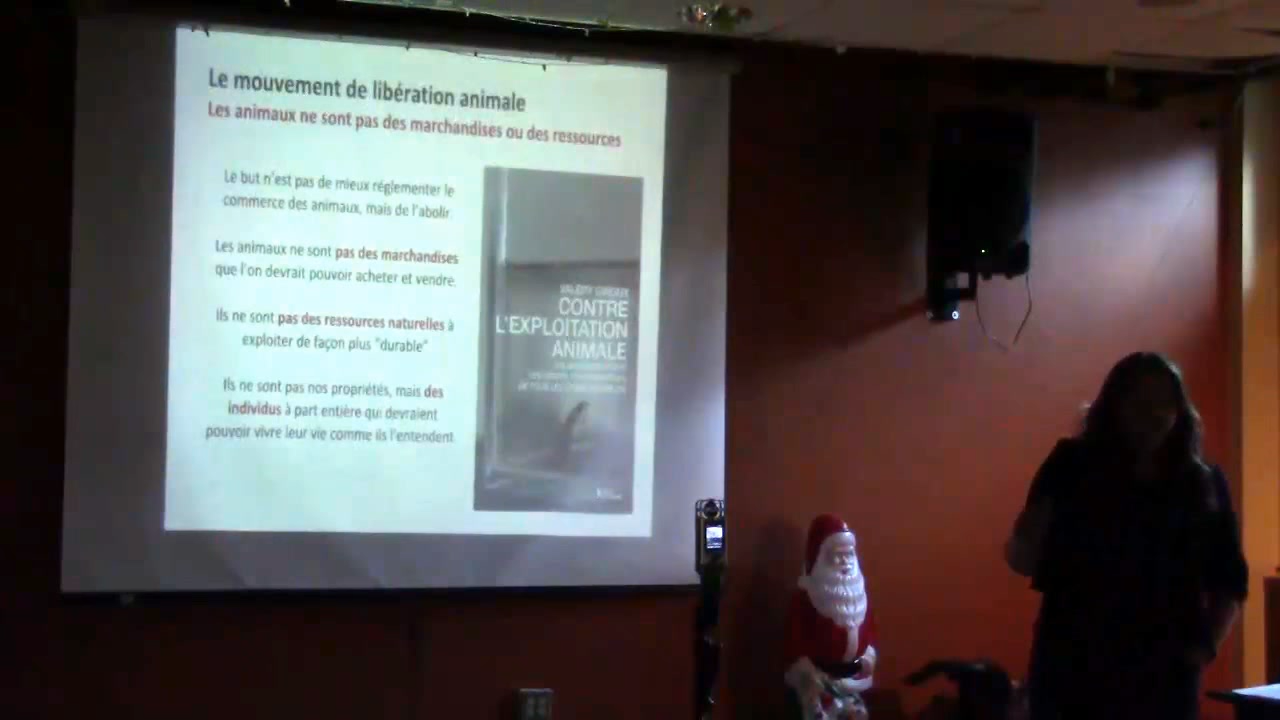 Le mouvement de libération animale
Les animaux ne sont pas des marchandises ou des ressources
Le but n'est pas de mieux réglementer le
commerce des animaux, mais de l'abolir.
Les animaux ne sont pas des marchandises
que l'on devrait pouvoir acheter et vendre.
Ils ne sont pas des ressources naturelles à
exploiter de façon plus "durable"
Ils ne sont pas nos propriétés, mais des
individus à part entière qui devraient
pouvoir vivre leur vie comme ils l'entendent.
CONTRE
L'EXPLOITATION
ANIMALE